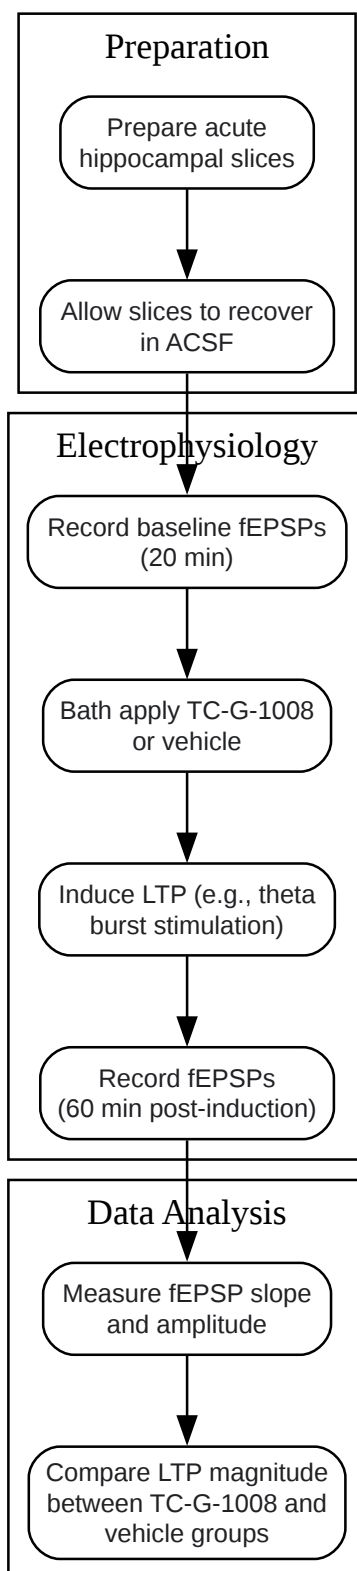 Preparation
Prepare acute
hippocampal slices
Allow slices to recover
in ACSF
Electrophysiology
Record baseline fEPSPs
(20 min)
Bath apply TC-G-1008
or vehicle
Induce LTP (e.g., theta
burst stimulation)
Record fEPSPs
(60 min post-induction)
Data Analysis
Measure fEPSP slope
and amplitude
Compare LTP magnitude
between TC-G-1008 and
vehicle groups